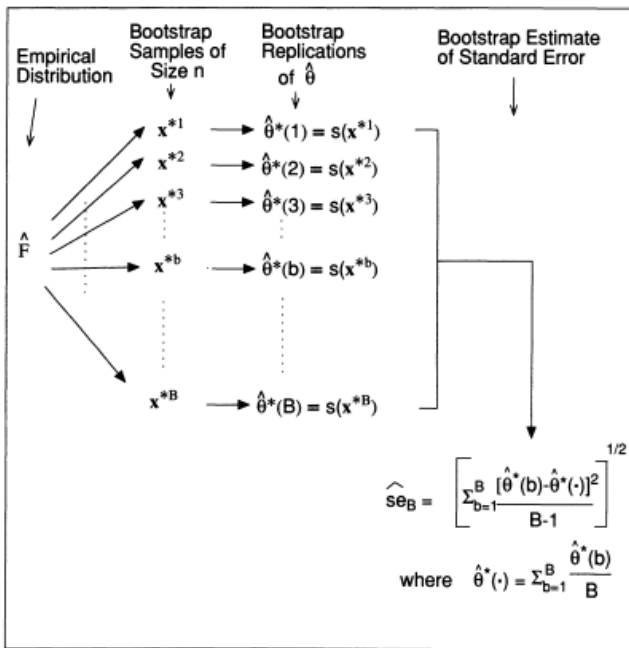 Empirical
Distribution
Bootstrap
Samples of
Size n
Bootstrap
Replications
of θ̂
Bootstrap Estimate
of Standard Error
F̂
x*1
θ̂*(1) = s(x*1)
x*2
θ̂*(2) = s(x*2)
x*3
θ̂*(3) = s(x*3)
x*b
θ̂*(b) = s(x*b)
x*B
θ̂*(B) = s(x*B)
ŝeB = [Σ_{b=1}^{B} [θ̂*(b)-θ̂*(·)]² / B-1]^{1/2}
where θ̂*(·) = Σ_{b=1}^{B} θ̂*(b) / B